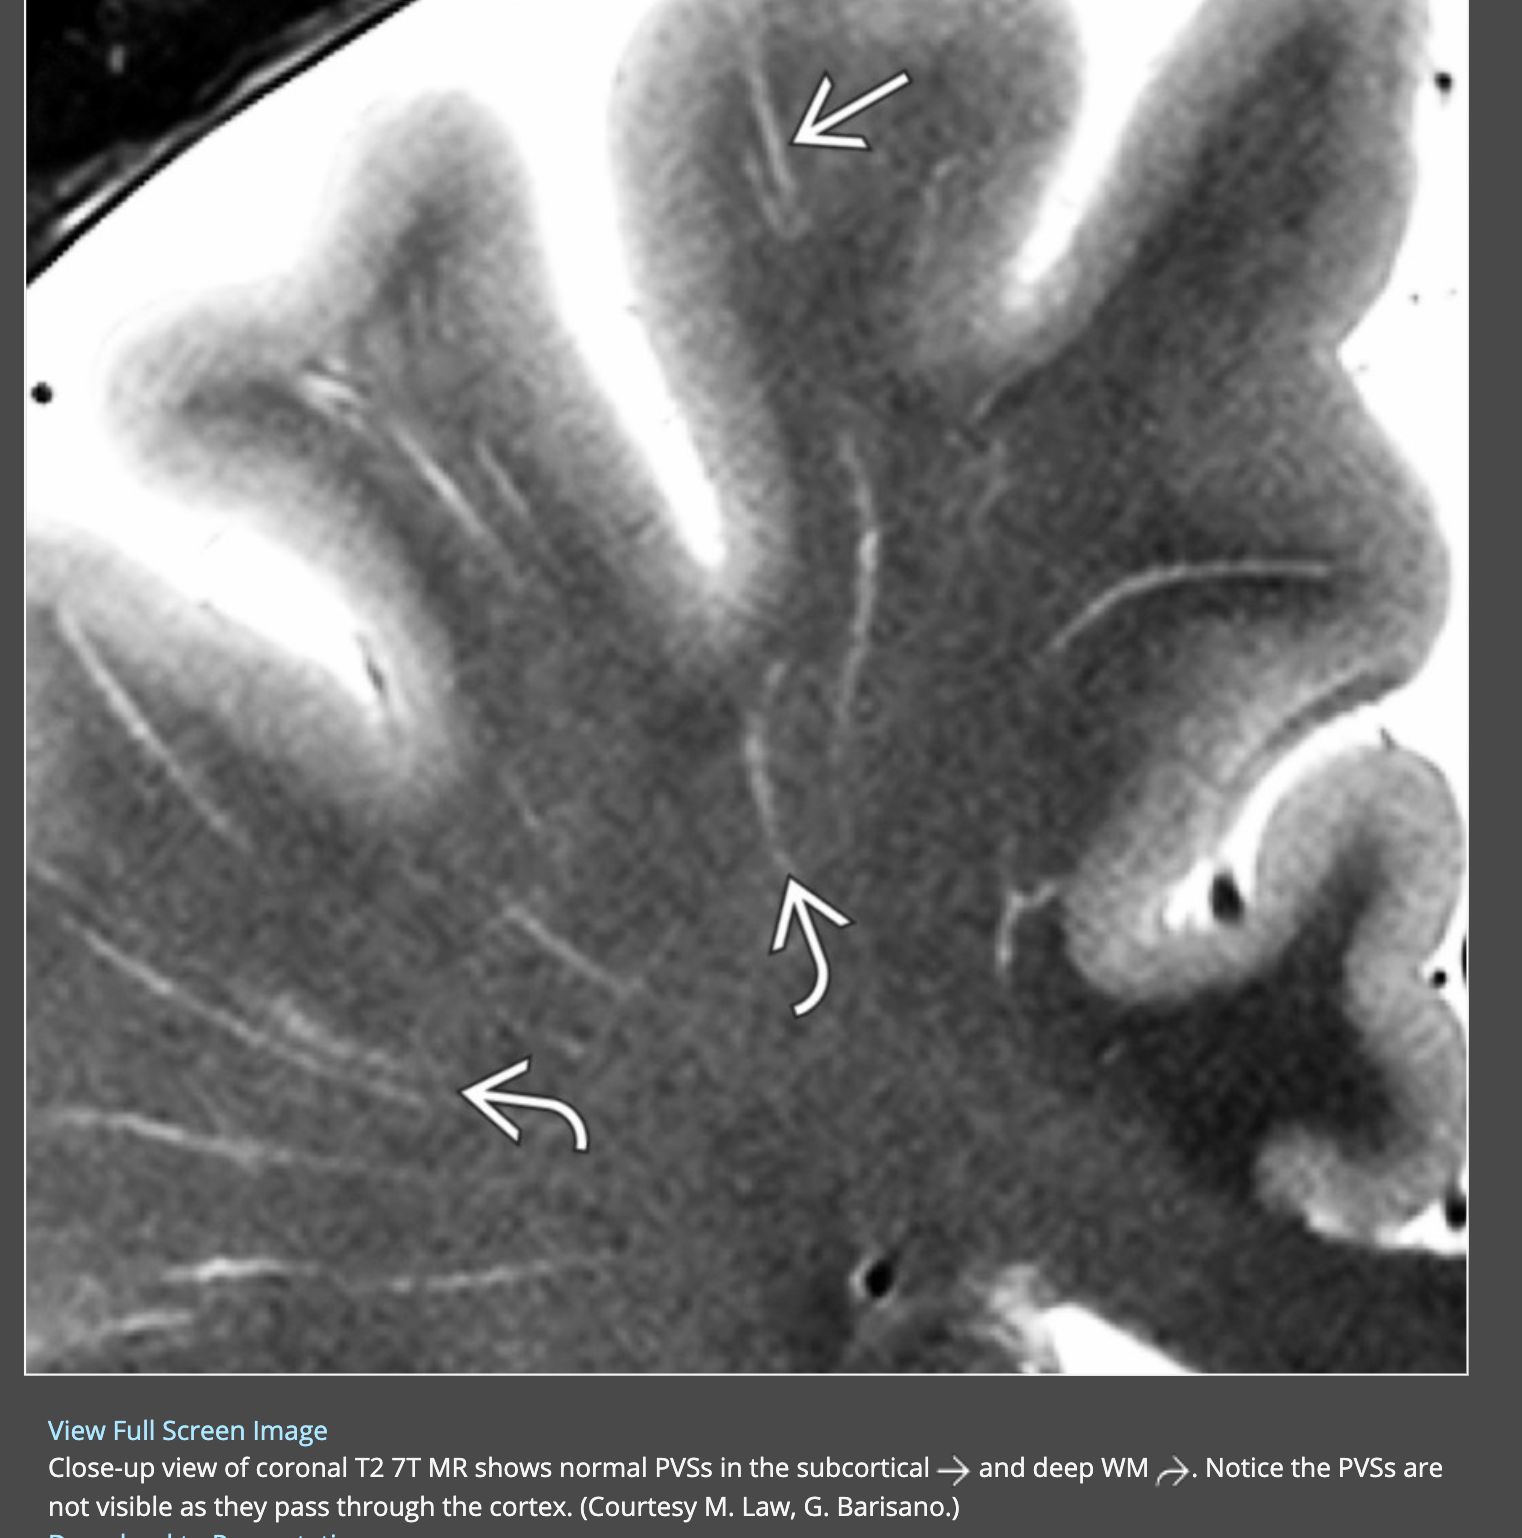 View Full Screen Image
Close-up view of coronal T2 7T MR shows normal PVSs in the subcortical → and deep WM ↷. Notice the PVSs are
not visible as they pass through the cortex. (Courtesy M. Law, G. Barisano.)